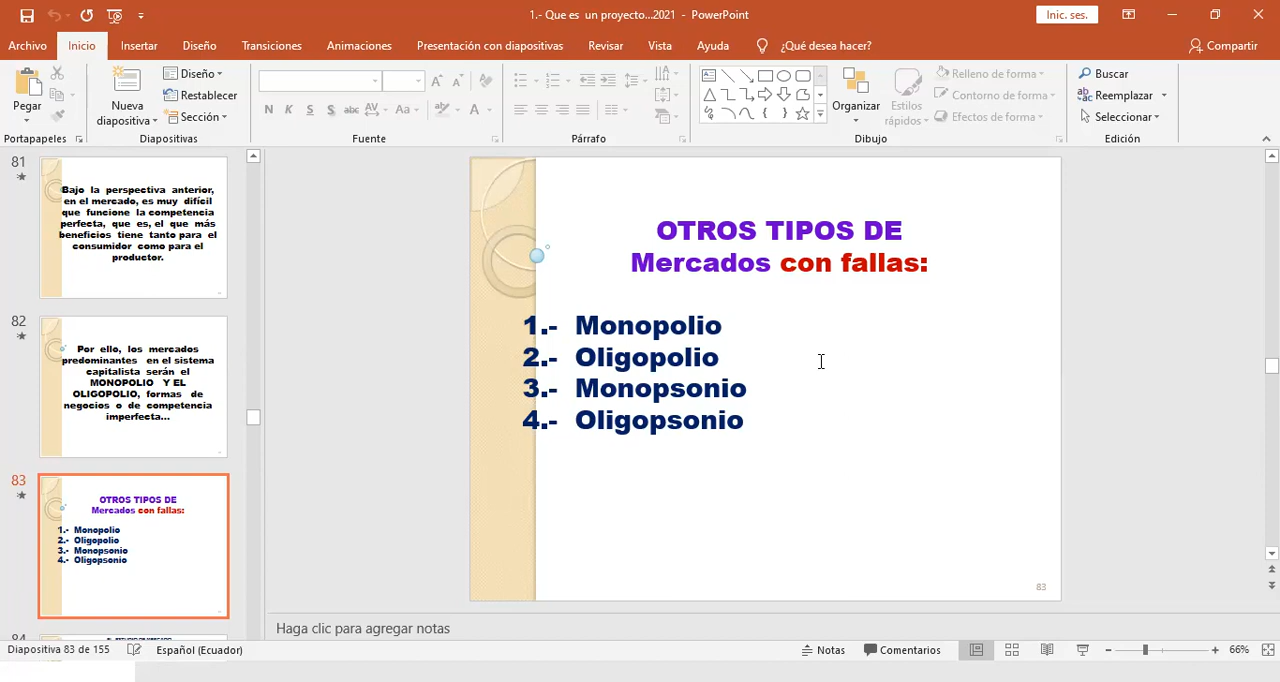 1.- Que es un proyecto...2021 - PowerPoint
Inic. ses.
Archivo Inicio Insertar Diseño Transiciones Animaciones Presentación con diapositivas Revisar Vista Ayuda ¿Qué desea hacer? Compartir
Pegar
Portapapeles
Nueva
diapositiva
Diseño
Restablecer
Sección
Diapositivas
N K S S abc AV Aa A
Fuente
Párrafo
Organizar
Estilos
rápidos
Relleno de forma
Contorno de forma
Efectos de forma
Dibujo
Buscar
Reemplazar
Seleccionar
Edición
81
Bajo la perspectiva anterior,
en el mercado, es muy difícil
que funcione la competencia
perfecta, que es, el que más
beneficios tiene tanto para el
consumidor como para el
productor.
82
Por ello, los mercados
predominantes en el sistema
capitalista serán el
MONOPOLIO Y EL
OLIGOPOLIO, formas de
negocios o de competencia
imperfecta...
83
OTROS TIPOS DE
Mercados con fallas:
1.- Monopolio
2.- Oligopolio
3.- Monopsonio
4.- Oligopsonio
84
OTROS TIPOS DE
Mercados con fallas:
1.- Monopolio
2.- Oligopolio
3.- Monopsonio
4.- Oligopsonio
83
Haga clic para agregar notas
Diapositiva 83 de 155 Español (Ecuador) Notas Comentarios 66%